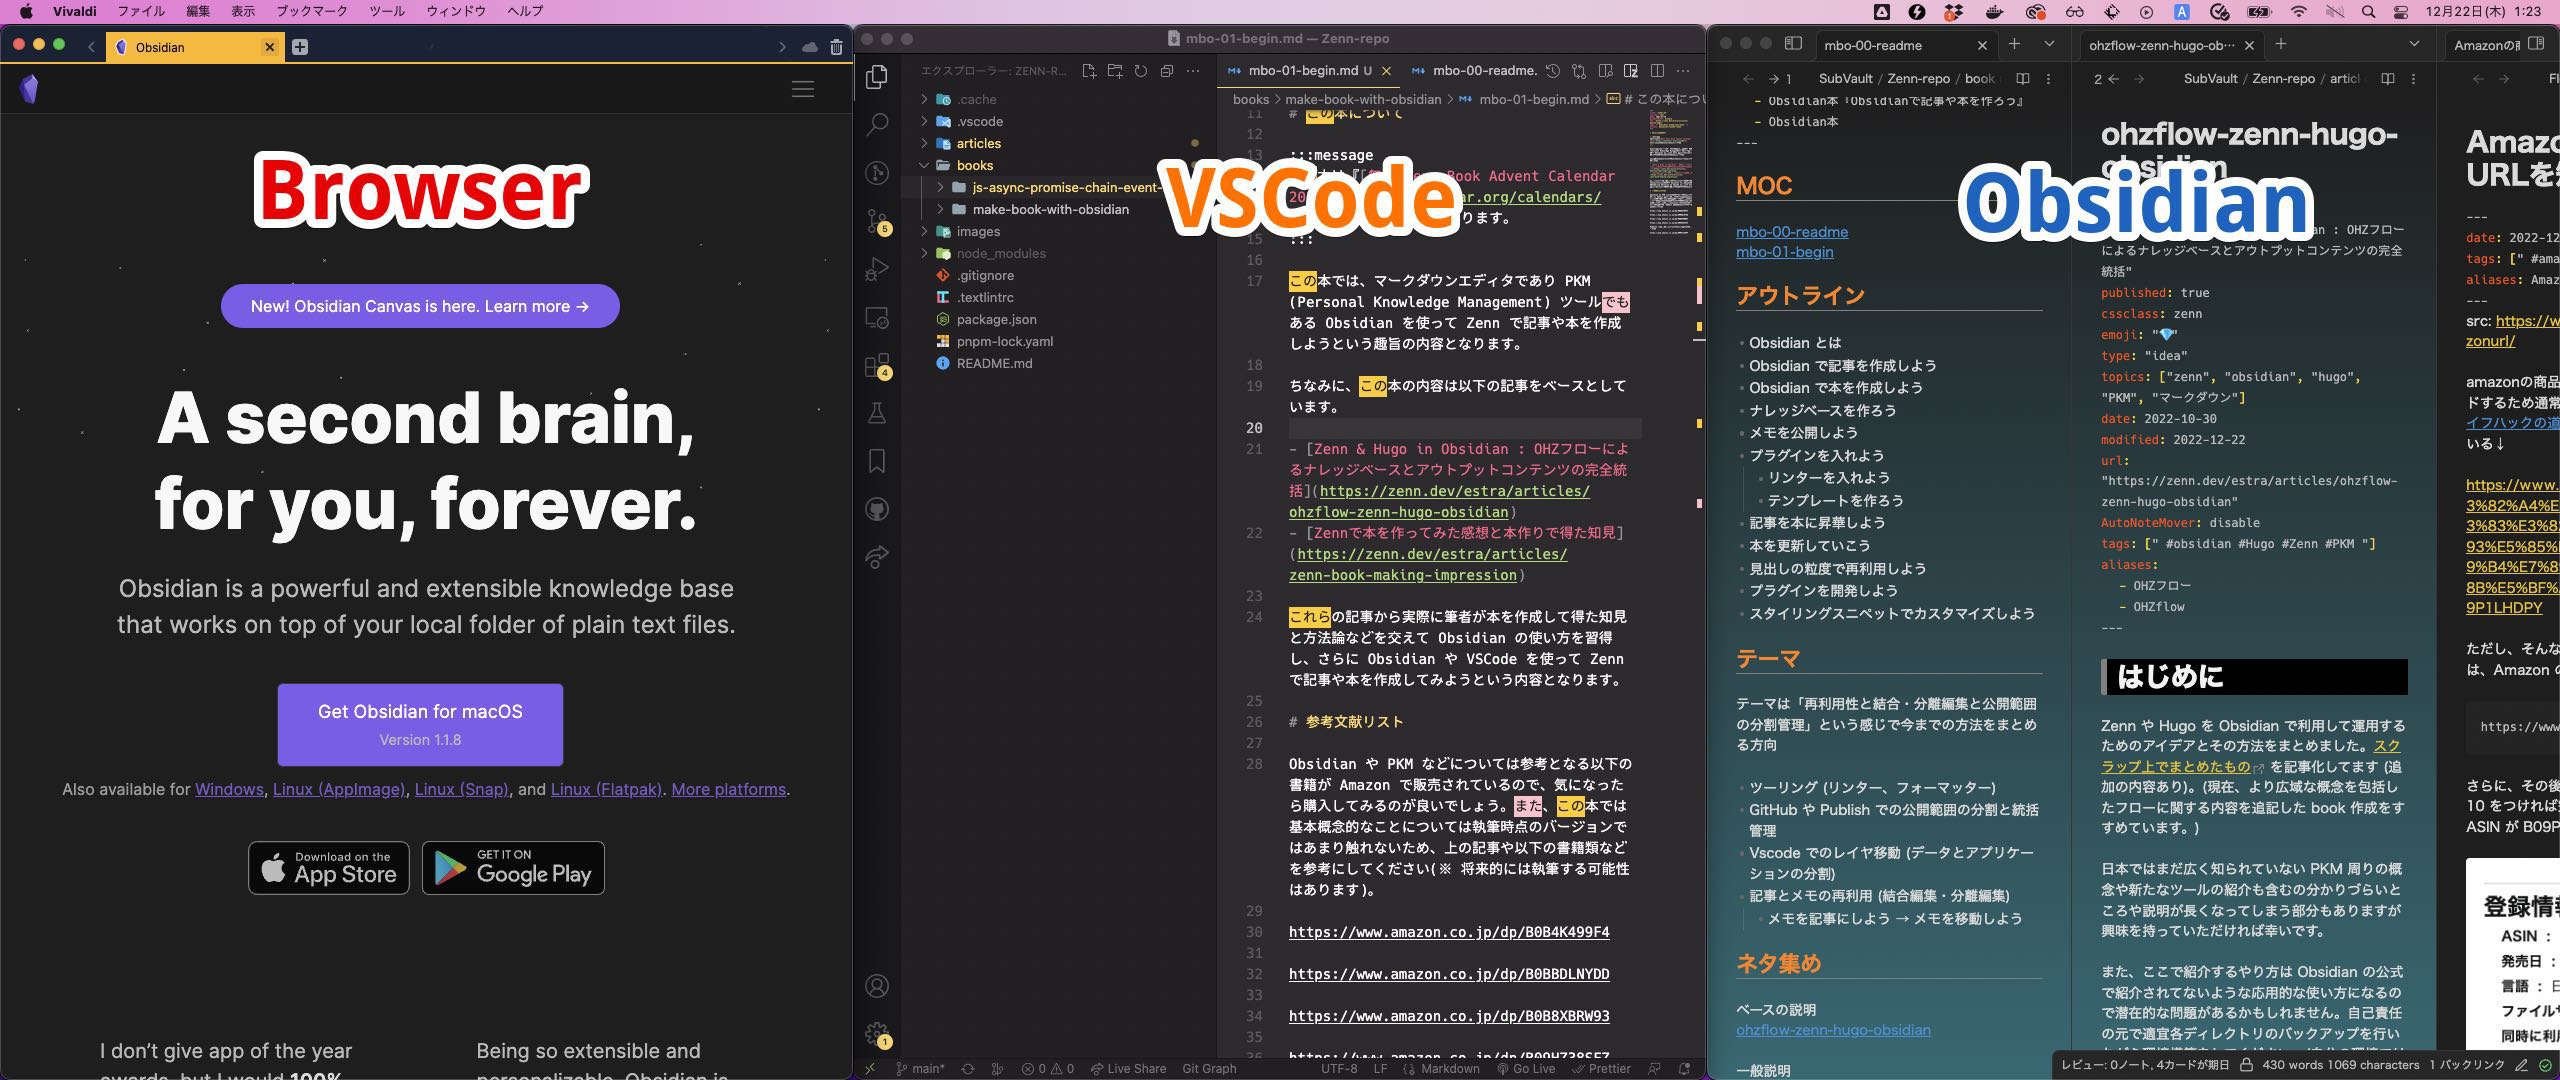 Vivaldi ファイル 編集 表示 ブックマーク ツール ウィンドウ ヘルプ
A
12月22日(木) 1:23
Obsidian
Browser
New! Obsidian Canvas is here. Learn more →
A second brain,
for you, forever.
Obsidian is a powerful and extensible knowledge base
that works on top of your local folder of plain text files.
Get Obsidian for macOS
Version 1.1.8
Also available for Windows, Linux (AppImage), Linux (Snap), and Linux (Flatpak). More platforms.
Download on the
App Store
GET IT ON
Google Play
I don't give app of the year
awards, but I would 100%
Being so extensible and
personalizable, Obsidian is
mbo-01-begin.md — Zenn-repo
エクスプローラー: ZENN-R...
.cache
.vscode
articles
books
js-async-promise-chain-event-
make-book-with-obsidian
images
node_modules
.gitignore
.textlintrc
package.json
pnpm-lock.yaml
README.md
5
4
1
VSCode
mbo-01-begin.md U
mbo-00-readme.
books > make-book-with-obsidian > mbo-01-begin.md > # この本につい
11 # この本について
12
13 :::message
Book Advent Calendar
20
ar.org/calendars/
ります。
15 :::
16
17 この本では、マークダウンエディタであり PKM
(Personal Knowledge Management) ツールでも
ある Obsidian を使って Zenn で記事や本を作成
しようという趣旨の内容となります。
18
19 ちなみに、この本の内容は以下の記事をベースとして
います。
20
21 - [Zenn & Hugo in Obsidian : OHZフローによ
るナレッジベースとアウトプットコンテンツの完全統
括](https://zenn.dev/estra/articles/
ohzflow-zenn-hugo-obsidian)
22 - [Zennで本を作ってみた感想と本作りで得た知見]
(https://zenn.dev/estra/articles/
zenn-book-making-impression)
23
24 これらの記事から実際に筆者が本を作成して得た知見
と方法論などを交えて Obsidian の使い方を習得
し、さらに Obsidian や VSCode を使って Zenn
で記事や本を作成してみようという内容となります。
25
26 # 参考文献リスト
27
28 Obsidian や PKM などについては参考となる以下の
書籍が Amazon で販売されているので、気になった
ら購入してみるのが良いでしょう。また、この本では
基本概念的なことについては執筆時点のバージョンで
はあまり触れないため、上の記事や以下の書籍類など
を参考にしてください(※ 将来的には執筆する可能性
はあります)。
29
30 https://www.amazon.co.jp/dp/B0B4K499F4
31
32 https://www.amazon.co.jp/dp/B0BBDLNYDD
33
34 https://www.amazon.co.jp/dp/B0B8XBRW93
35
36
main* 0 0 Live Share Git Graph UTF-8 LF Markdown Go Live Prettier
Obsidian
mbo-00-readme
1 SubVault / Zenn-repo / book
- Obsidian本『Obsidianで記事や本を作ろう』
- Obsidian本
---
MOC
mbo-00-readme
mbo-01-begin
アウトライン
Obsidian とは
Obsidian で記事を作成しよう
Obsidian で本を作成しよう
ナレッジベースを作ろう
メモを公開しよう
プラグインを入れよう
リンターを入れよう
テンプレートを作ろう
記事を本に昇華しよう
本を更新していこう
見出しの粒度で再利用しよう
プラグインを開発しよう
スタイリングスニペットでカスタマイズしよう
テーマ
テーマは「再利用性と結合・分離編集と公開範囲
の分割管理」という感じで今までの方法をまとめ
る方向
ツーリング (リンター、フォーマッター)
GitHub や Publish での公開範囲の分割と統括
管理
Vscode でのレイヤ移動 (データとアプリケー
ションの分割)
記事とメモの再利用 (結合編集・分離編集)
メモを記事にしよう → メモを移動しよう
ネタ集め
ベースの説明
ohzflow-zenn-hugo-obsidian
一般説明
ohzflow-zenn-hugo-ob···
2 SubVault / Zenn-repo / articl
ohzflow-zenn-hugo-
obsidian
an : OHZフロー
によるナレッジベースとアウトプットコンテンツの完全
統括"
published: true
cssclass: zenn
emoji: "💎"
type: "idea"
topics: ["zenn", "obsidian", "hugo",
"PKM", "マークダウン"]
date: 2022-10-30
modified: 2022-12-22
url:
"https://zenn.dev/estra/articles/ohzflow-
zenn-hugo-obsidian"
AutoNoteMover: disable
tags: [" #obsidian #Hugo #Zenn #PKM "]
aliases:
- OHZフロー
- OHZflow
---
はじめに
Zenn や Hugo を Obsidian で利用して運用する
ためのアイデアとその方法をまとめました。スク
ラップ上でまとめたもの を記事化してます (追
加の内容あり)。(現在、より広域な概念を包括し
たフローに関する内容を追記した book 作成をす
すめています。)
日本ではまだ広く知られていない PKM 周りの概
念や新たなツールの紹介も含むの分かりづらいと
ころや説明が長くなってしまう部分もありますが
興味を持っていただければ幸いです。
また、ここで紹介するやり方は Obsidian の公式
で紹介されてないような応用的な使い方になるの
で潜在的な問題があるかもしれません。自己責任
の元で適宜各ディレクトリのバックアップを行い
Amazonの商
Amazo
URLを
---
date: 2022-12
tags: [" #ama
aliases: Amaz
---
src: https://w
zonurl/
amazonの商品
ドするため通常
イフハックの道
いる↓
https://www.
3%82%A4%E
3%83%E3%8
93%E5%85%
9%B4%E7%8
8B%E5%BF%
9P1LHDPY
ただし、そんな
は、Amazon の
https://www
さらに、その後
10 をつければ
ASIN が B09P
登録情
ASIN :
発売日 :
言語 :
ファイルサ
同時に利用
レビュー: 0ノート, 4カードが期日 430 words 1069 characters 1 バックリンク